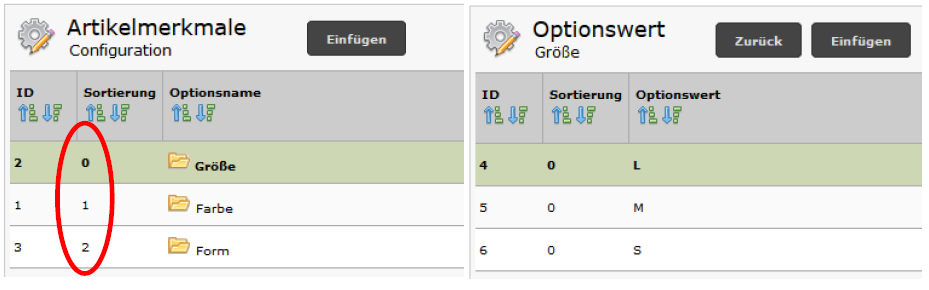 Artikelmerkmale
Configuration
Einfügen
ID Sortierung Optionsname
2 0 Größe
1 1 Farbe
3 2 Form
Optionswert
Größe
Zurück Einfügen
ID Sortierung Optionswert
4 0 L
5 0 M
6 0 S